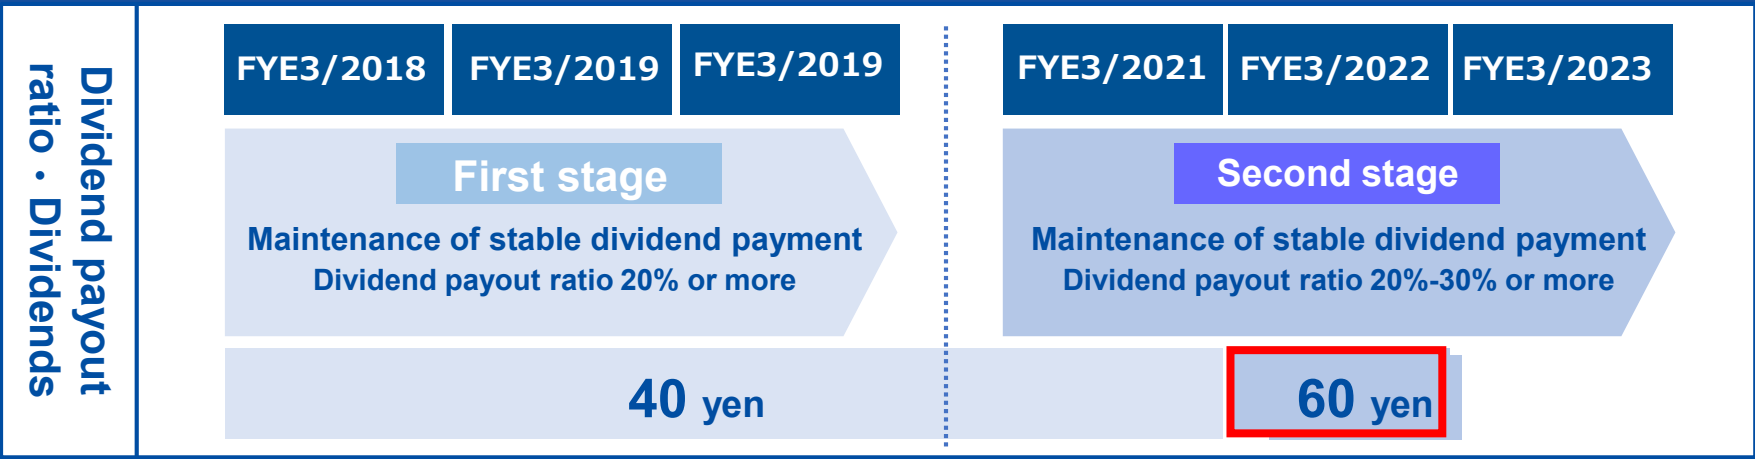 Dividend payout
ratio・Dividends
FYE3/2018 FYE3/2019 FYE3/2019 FYE3/2021 FYE3/2022 FYE3/2023
First stage
Maintenance of stable dividend payment
Dividend payout ratio 20% or more
Second stage
Maintenance of stable dividend payment
Dividend payout ratio 20%-30% or more
40 yen
60 yen